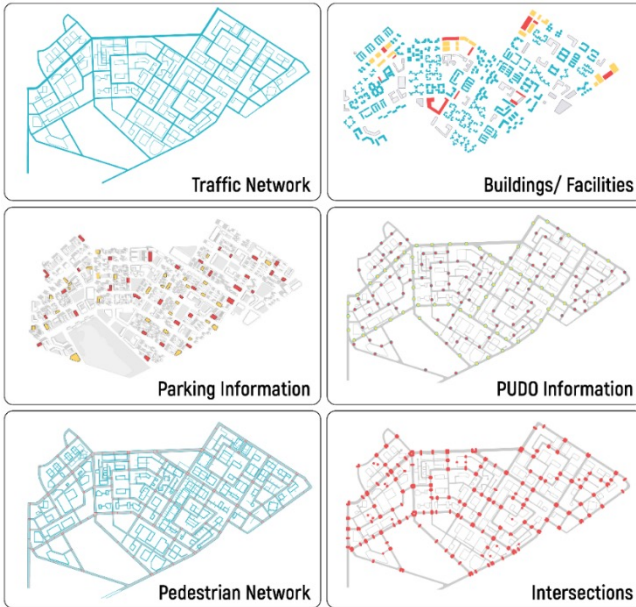 Traffic Network
Buildings/ Facilities
Parking Information
PUDO Information
Pedestrian Network
Intersections